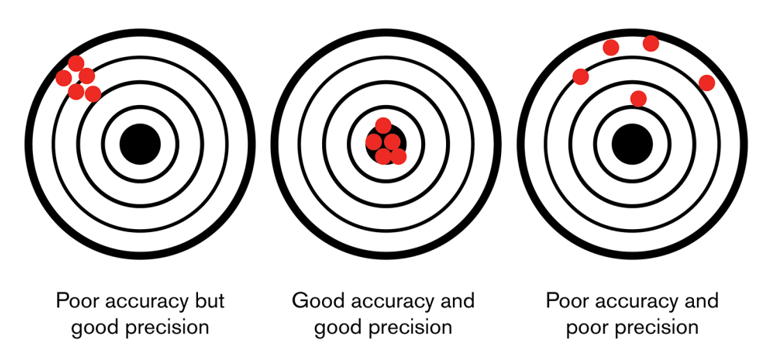 Poor accuracy but
good precision
Good accuracy and
good precision
Poor accuracy and
poor precision